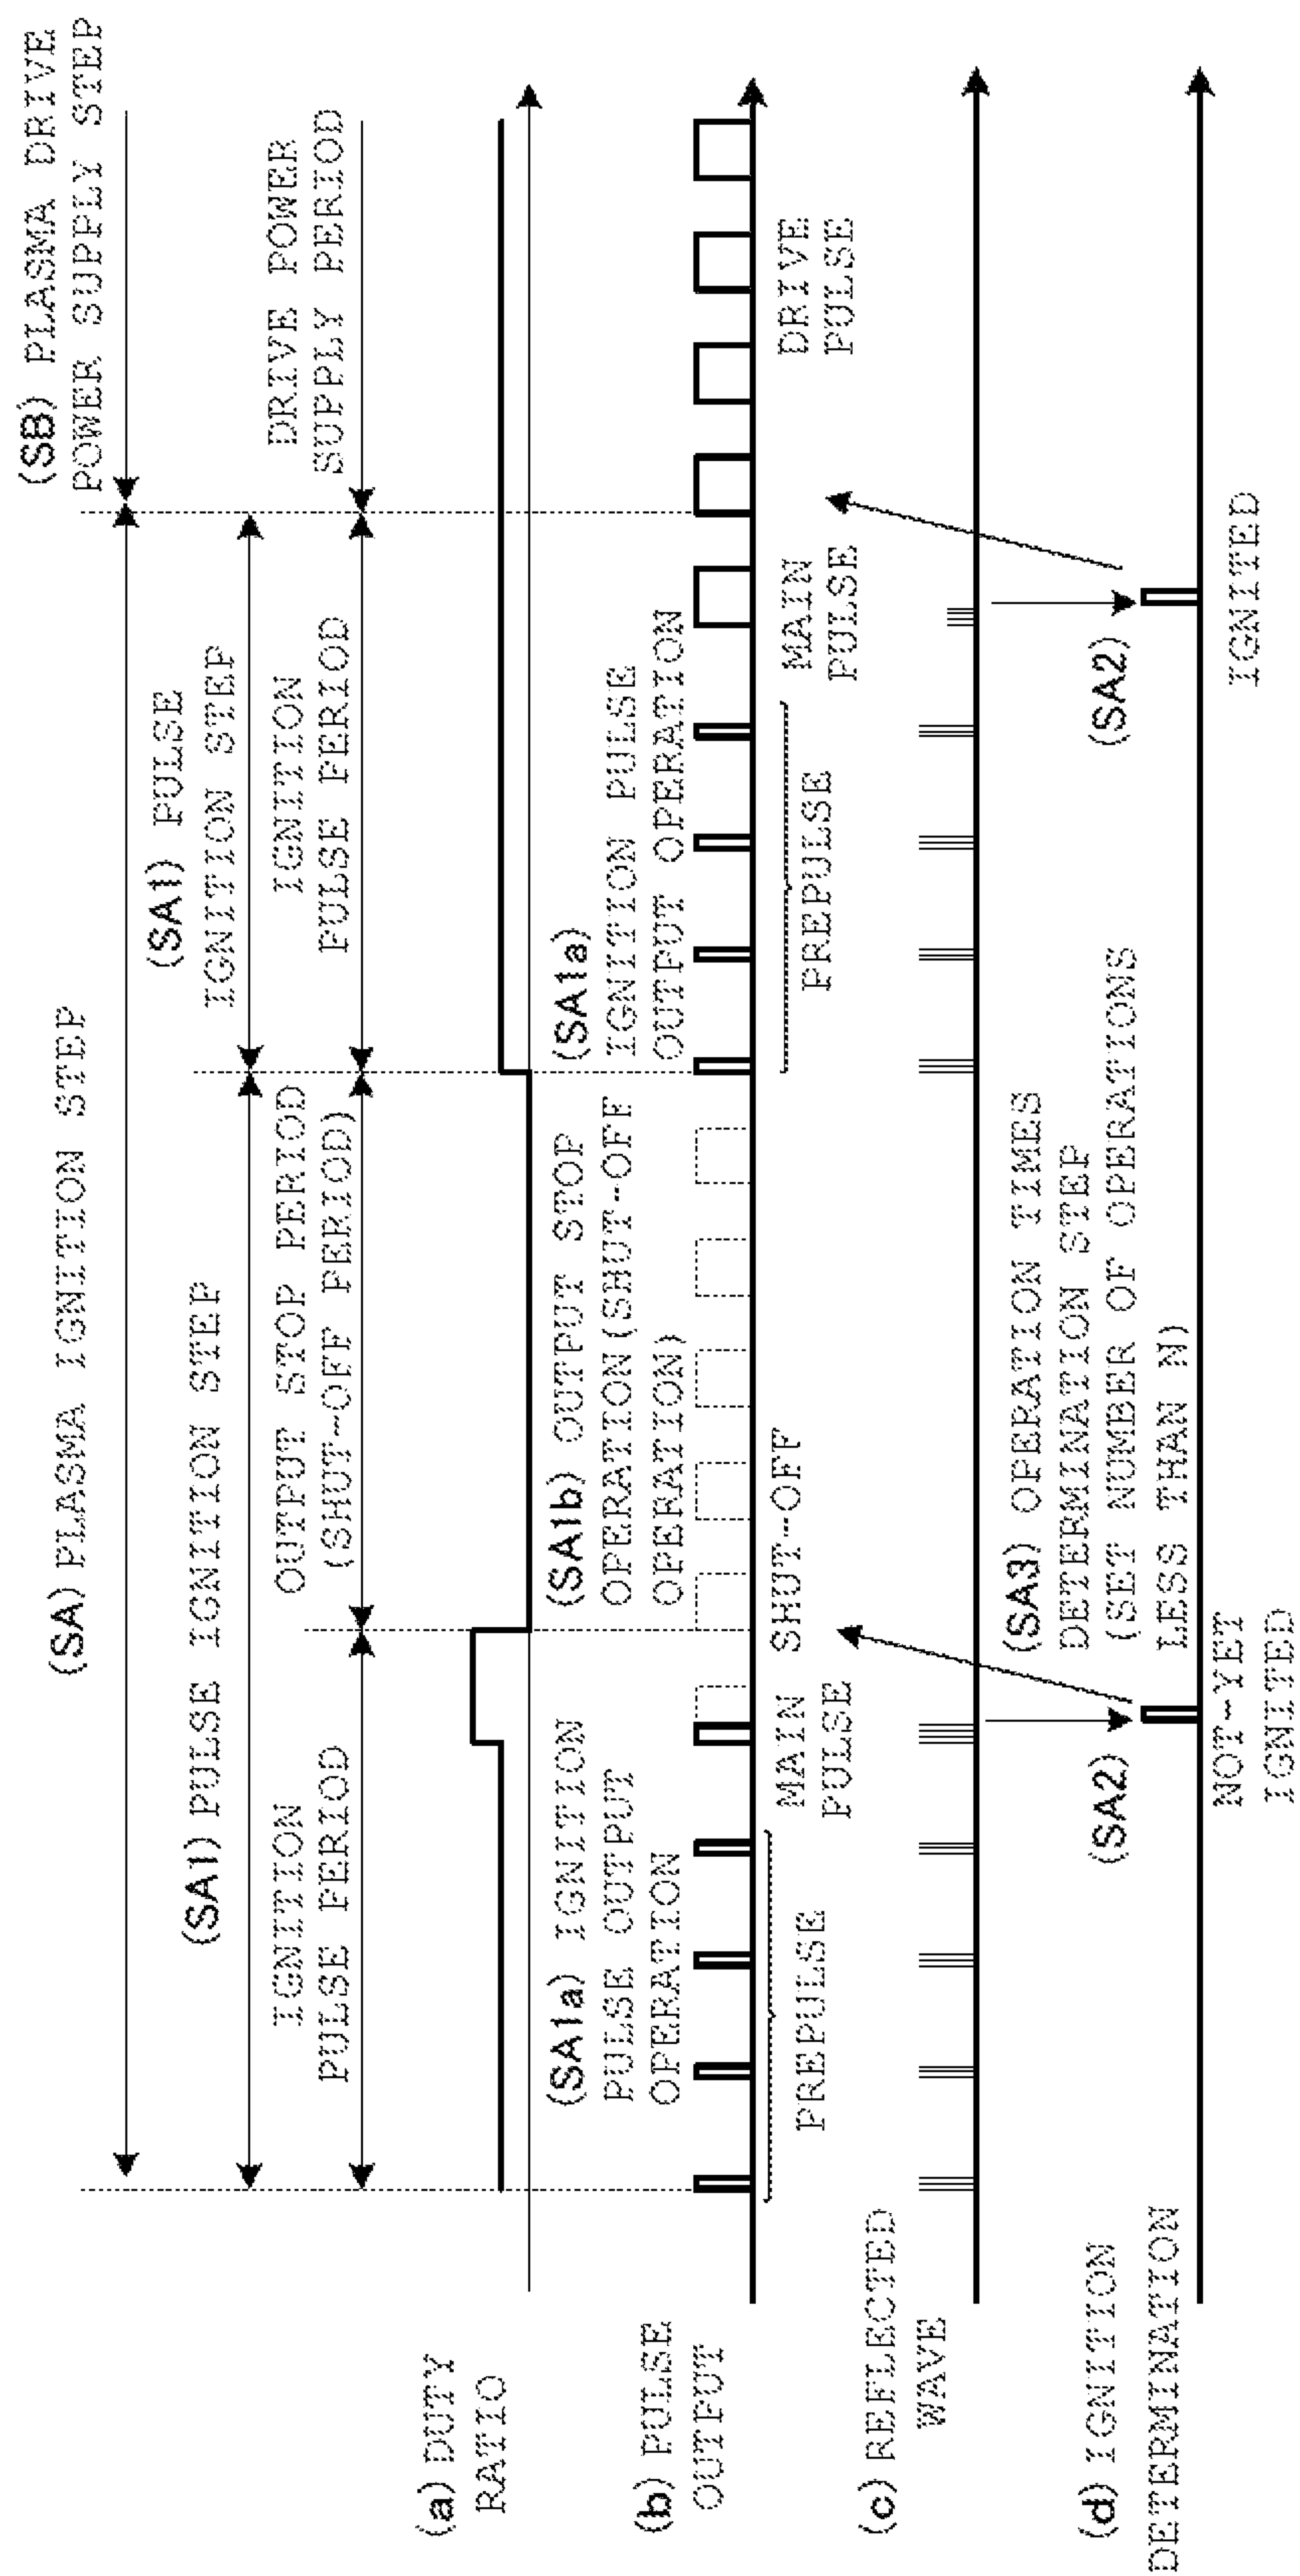 (SB) PLASMA DRIVE
POWER SUPPLY STEP
(SA) PLASMA IGNITION STEP
(SA1) PULSE
IGNITION STEP
(SA1) PULSE IGNITION STEP
IGNITION
PULSE PERIOD
OUTPUT STOP PERIOD
(SHUT-OFF PERIOD)
IGNITION
PULSE PERIOD
DRIVE POWER
SUPPLY PERIOD
(a) DUTY
RATIO
(SA1a) IGNITION
PULSE OUTPUT
OPERATION
(SA1b) OUTPUT STOP
OPERATION(SHUT-OFF
OPERATION)
(SA1a)
IGNITION PULSE
OUTPUT OPERATION
(b) PULSE
OUTPUT
PREPULSE
MAIN
PULSE
SHUT-OFF
PREPULSE
MAIN
PULSE
DRIVE
PULSE
(c) REFLECTED
WAVE
(SA3) OPERATION TIMES
DETERMINATION STEP
(SET NUMBER OF OPERATIONS
LESS THAN N)
(d) IGNITION
DETERMINATION
(SA2)
NOT-YET
IGNITED
(SA2)
IGNITED